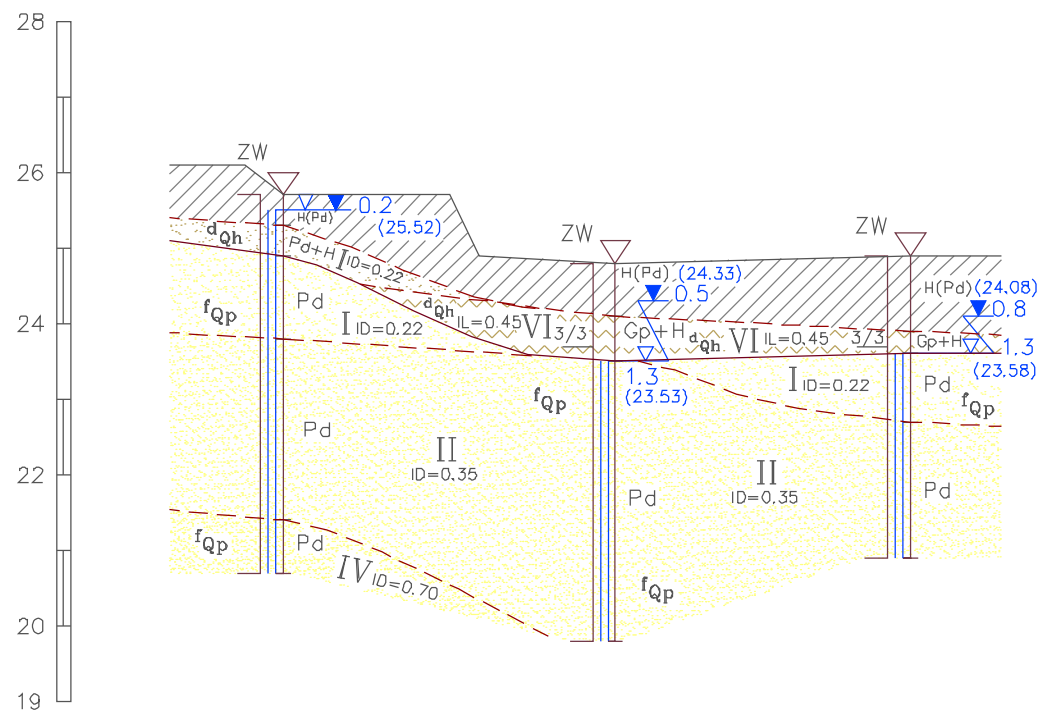 28
26
24
22
20
19
ZW
0.2
(25.52)
H(Pd)
dQh
Pd+H I ID=0.22
ZW
H(Pd) (24.33)
0.5
ZW
H(Pd) (24.08)
0.8
fQp
Pd
I ID=0.22
dQh
IL=0.45 VI 3/3
Gp+H
dQh
VI IL=0.45 3/3
Gp+H
1.3
(23.58)
1.3
(23.53)
I ID=0.22
Pd
fQp
fQp
Pd
II
ID=0.35
Pd
II
ID=0.35
Pd
fQp
Pd
IV ID=0.70
fQp